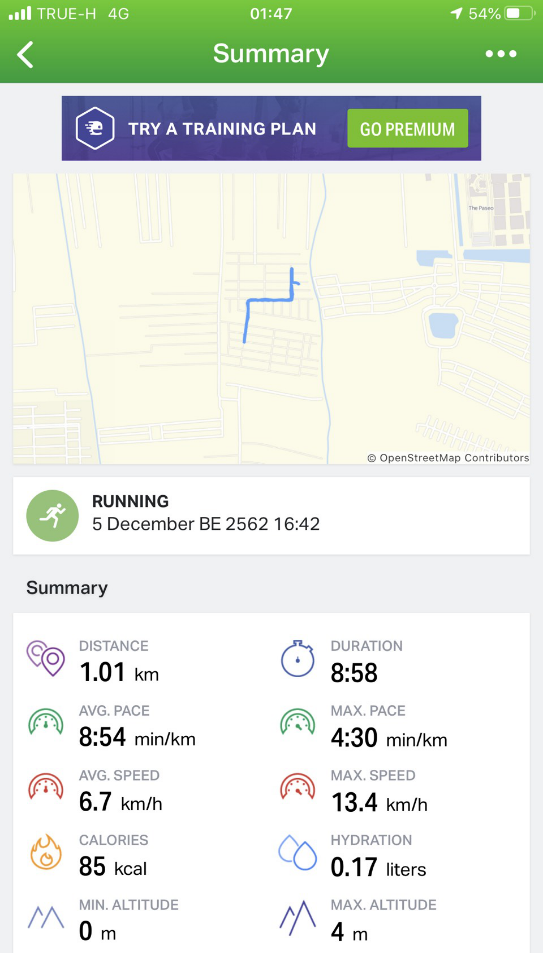 TRUE-H 4G 01:47 54%
Summary
TRY A TRAINING PLAN GO PREMIUM
The Paseo
© OpenStreetMap Contributors
RUNNING
5 December BE 2562 16:42
Summary
DISTANCE DURATION
1.01 km 8:58
AVG. PACE MAX. PACE
8:54 min/km 4:30 min/km
AVG. SPEED MAX. SPEED
6.7 km/h 13.4 km/h
CALORIES HYDRATION
85 kcal 0.17 liters
MIN. ALTITUDE MAX. ALTITUDE
0 m 4 m